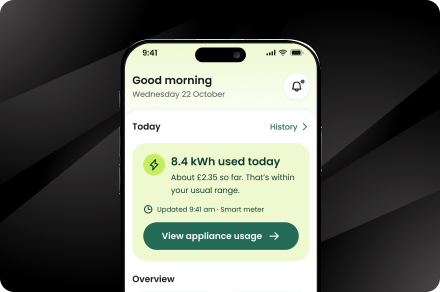 9:41
Good morning
Wednesday 22 October
Today
History
8.4 kWh used today
About £2.35 so far. That's within
your usual range.
Updated 9:41 am · Smart meter
View appliance usage
Overview